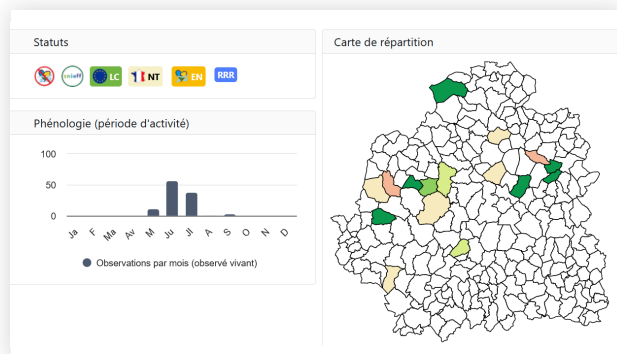 Statuts
znieff
LC
NT
EN
RRR
Phénologie (période d'activité)
100
50
0
Ja
F
Ma
Av
M
Ju
Jl
A
S
O
N
D
Observations par mois (observé vivant)
Carte de répartition